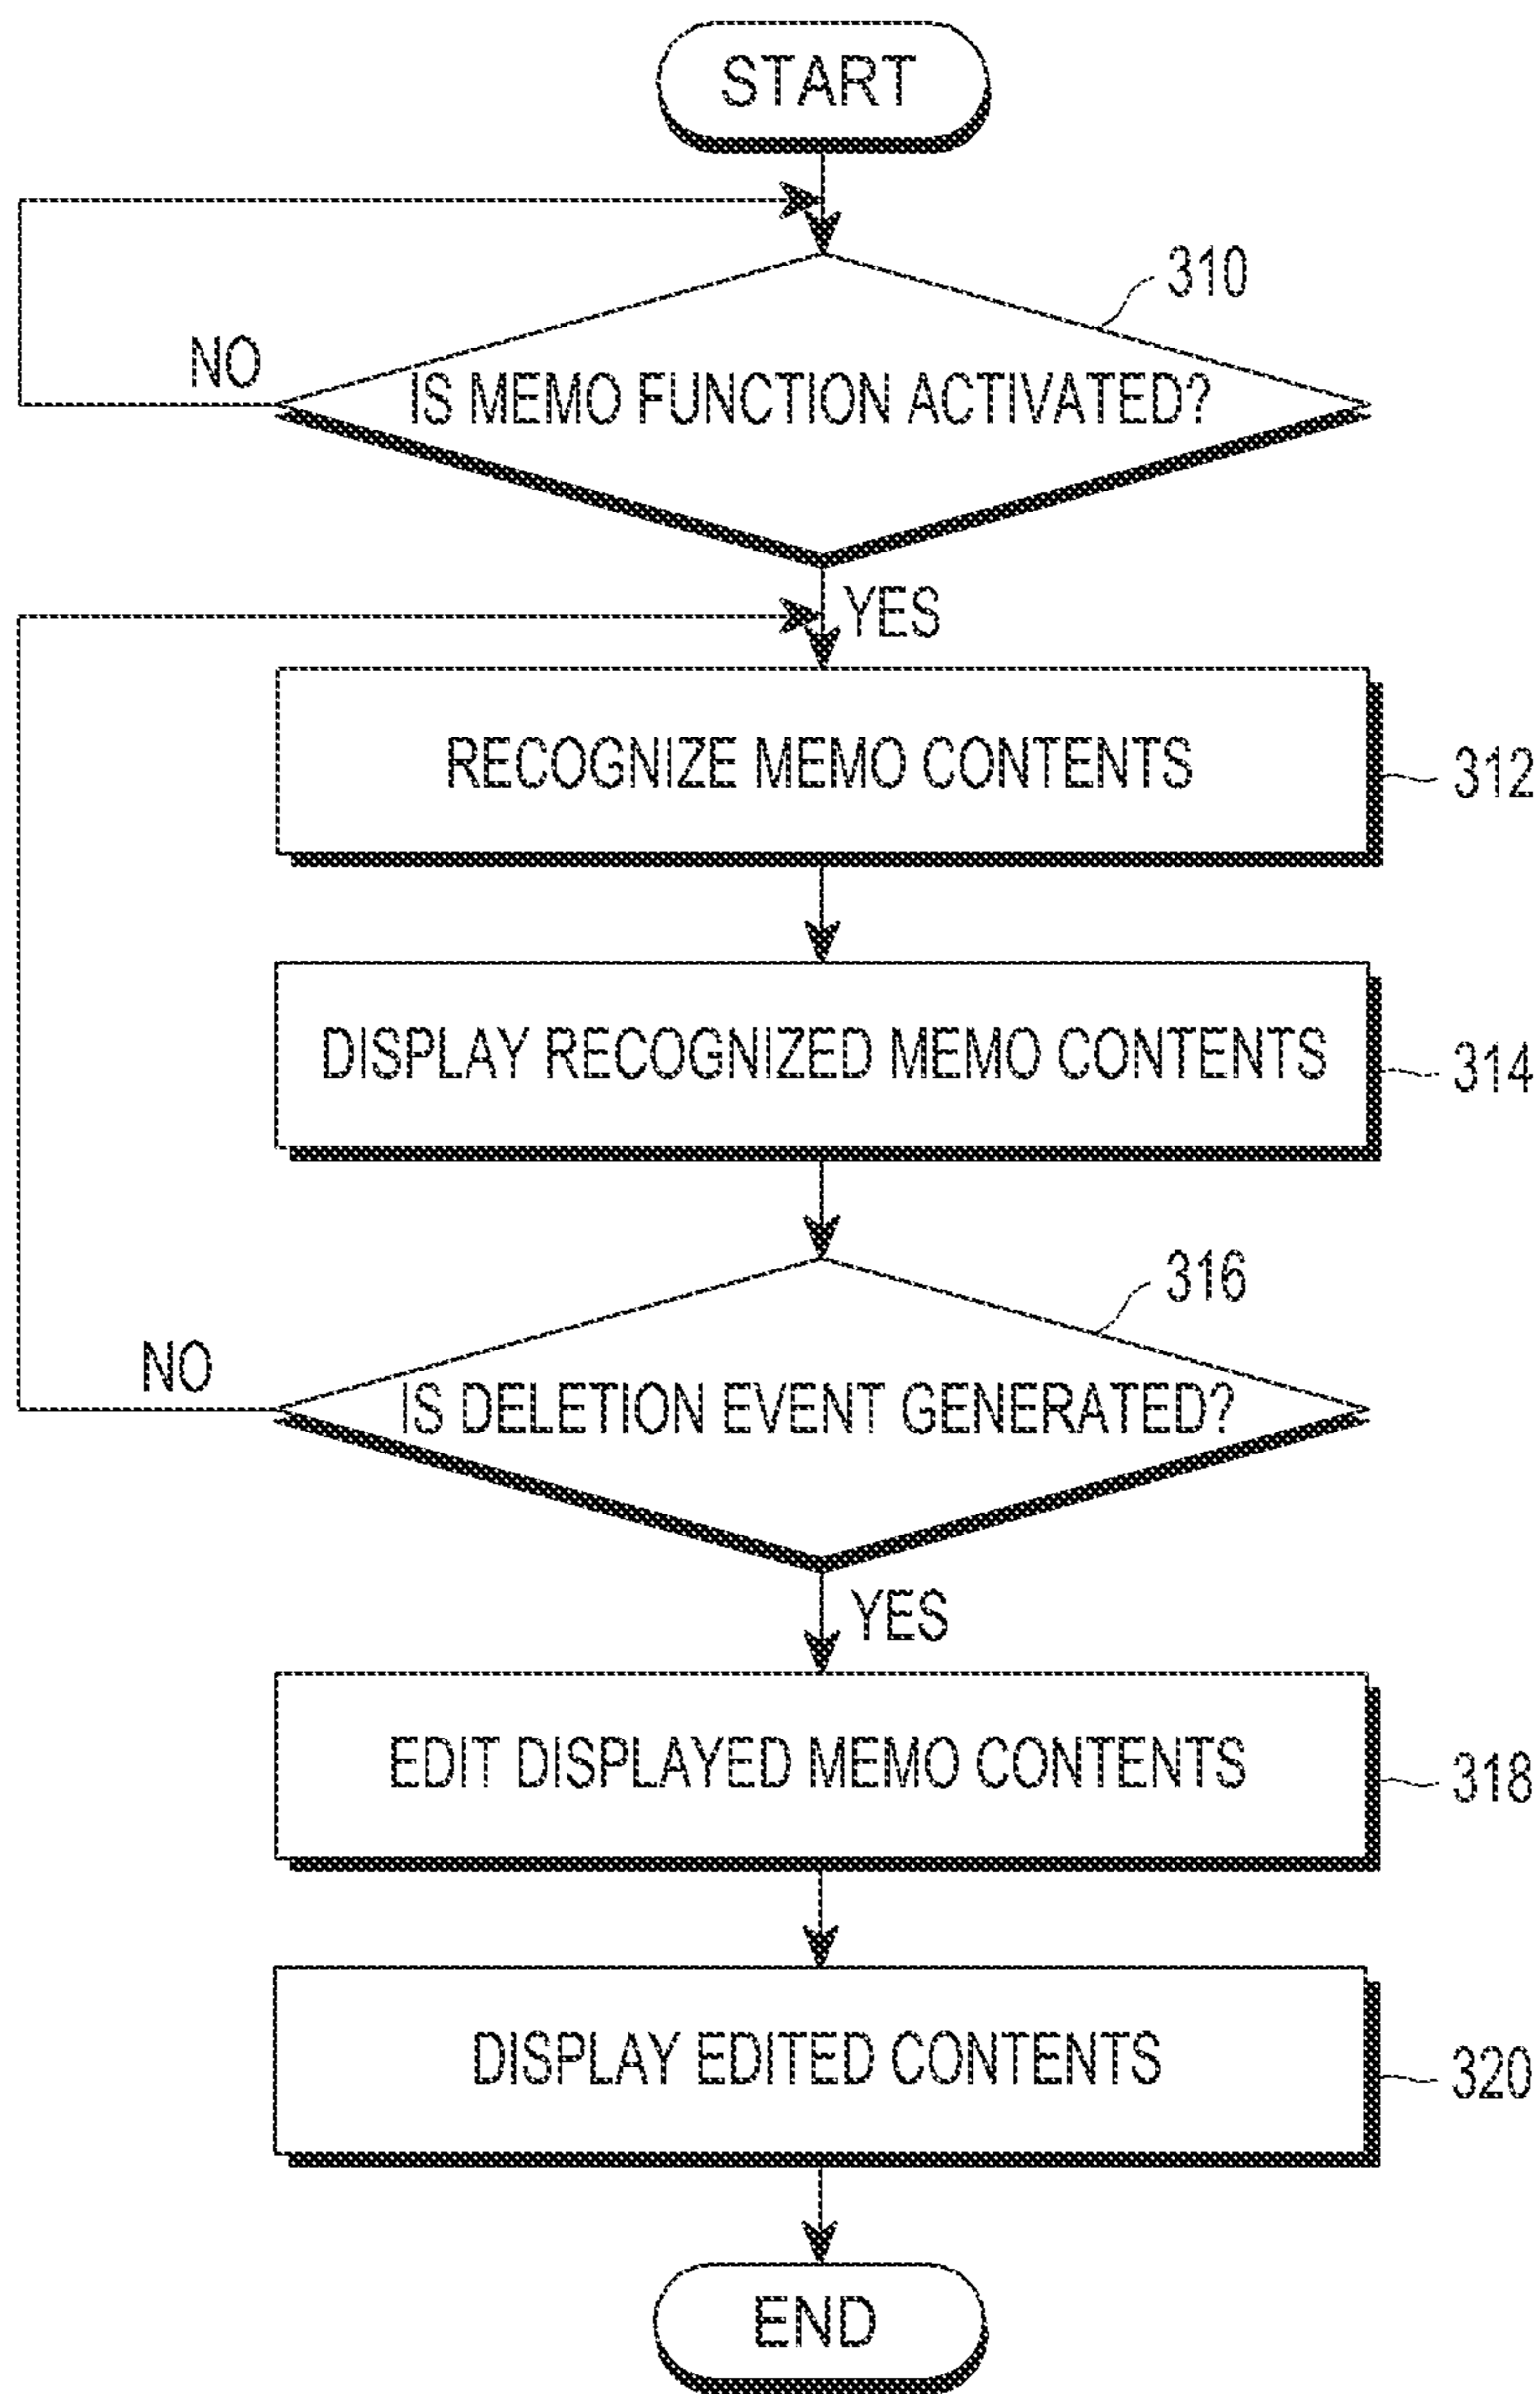 START
310
NO
IS MEMO FUNCTION ACTIVATED?
YES
RECOGNIZE MEMO CONTENTS
312
DISPLAY RECOGNIZED MEMO CONTENTS
314
316
NO
IS DELETION EVENT GENERATED?
YES
EDIT DISPLAYED MEMO CONTENTS
318
DISPLAY EDITED CONTENTS
320
END